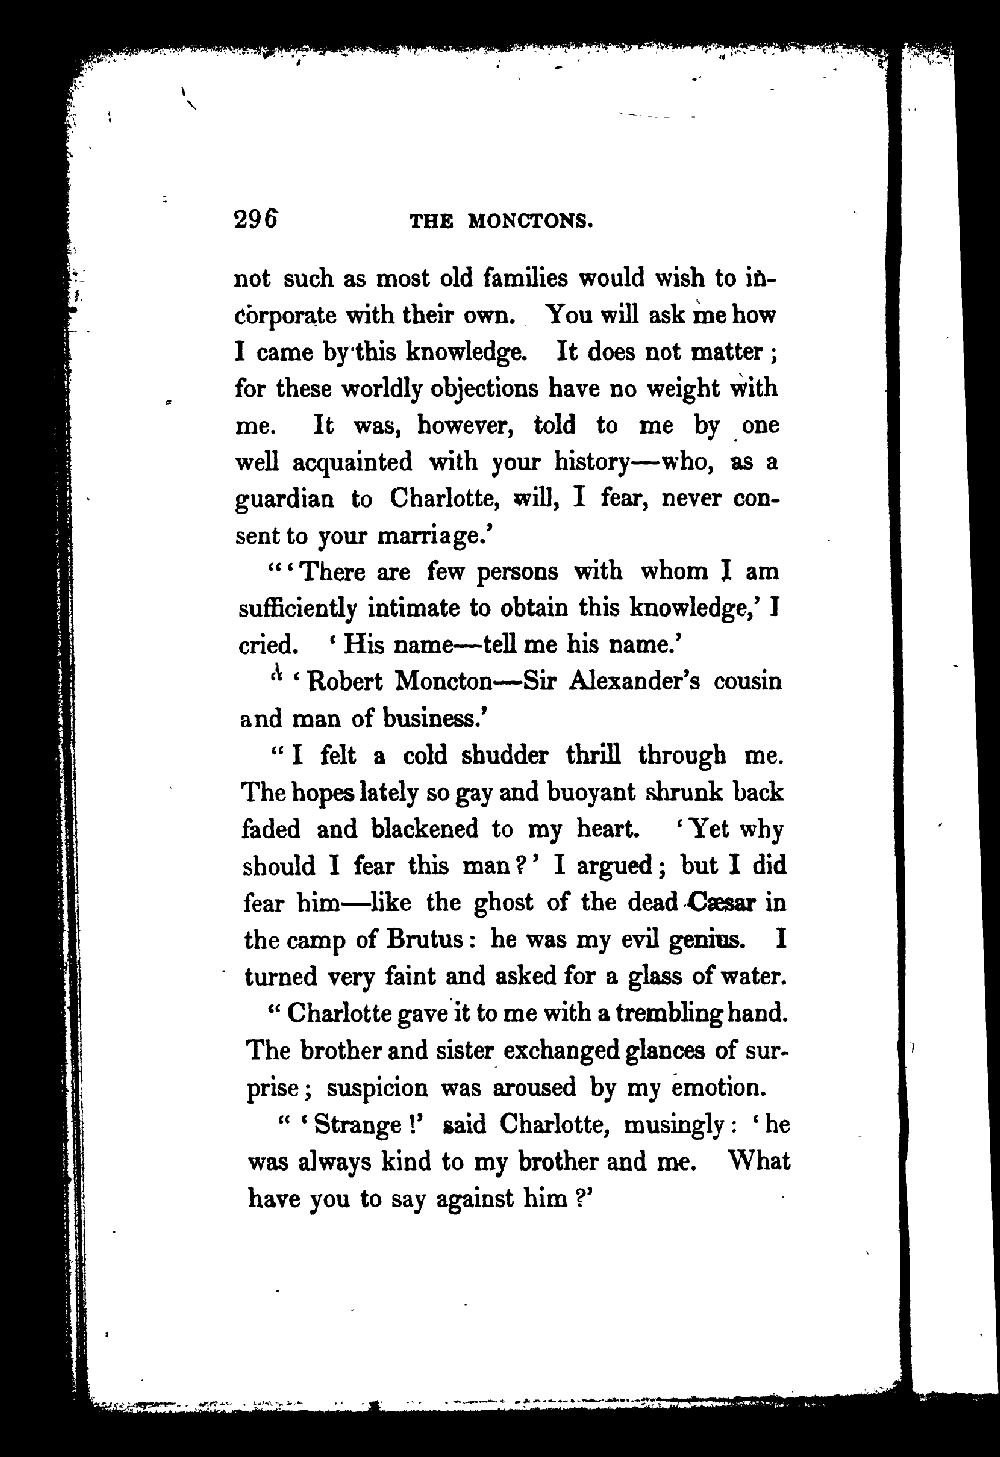 296 THE MONCTONS.
not such as most old families would wish to in-
corporate with their own. You will ask me how
I came by this knowledge. It does not matter ;
for these worldly objections have no weight with
me. It was, however, told to me by one
well acquainted with your history—who, as a
guardian to Charlotte, will, I fear, never con-
sent to your marriage.’
“ ‘ There are few persons with whom I am
sufficiently intimate to obtain this knowledge,’ I
cried. ‘ His name—tell me his name.’
‘ Robert Moncton—Sir Alexander’s cousin
and man of business.’
“ I felt a cold shudder thrill through me.
The hopes lately so gay and buoyant shrunk back
faded and blackened to my heart. ‘ Yet why
should I fear this man ? ’ I argued ; but I did
fear him—like the ghost of the dead Cæsar in
the camp of Brutus : he was my evil genius. I
turned very faint and asked for a glass of water.
“ Charlotte gave it to me with a trembling hand.
The brother and sister exchanged glances of sur-
prise ; suspicion was aroused by my emotion.
“ ‘ Strange !’ said Charlotte, musingly : ‘ he
was always kind to my brother and me. What
have you to say against him ?’